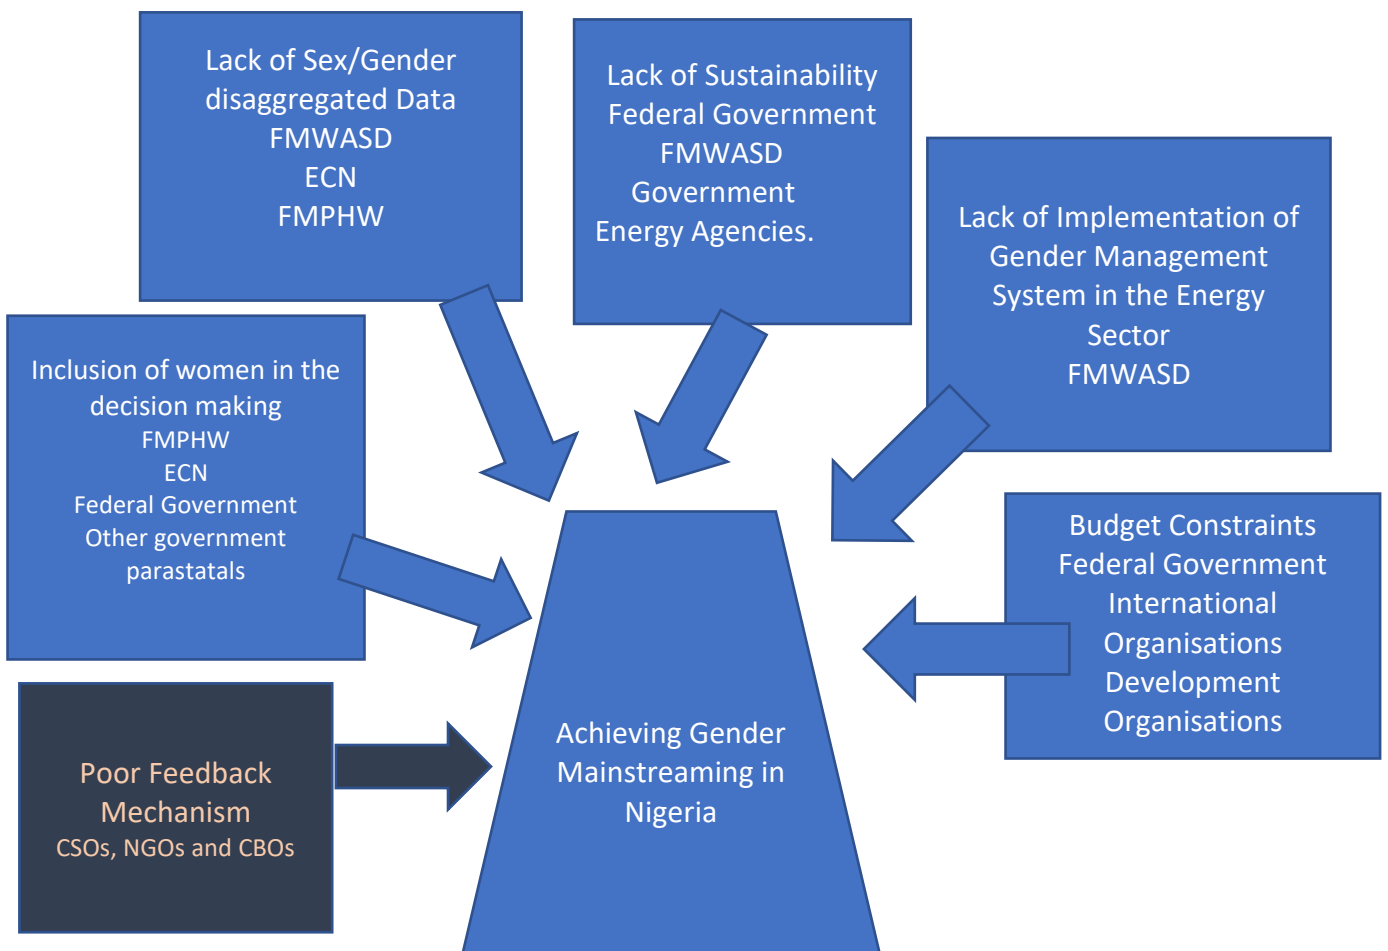 Lack of Sex/Gender
disaggregated Data
FMWASD
ECN
FMPHW
Lack of Sustainability
Federal Government
FMWASD
Government
Energy Agencies.
Lack of Implementation of
Gender Management
System in the Energy
Sector
FMWASD
Inclusion of women in the
decision making
FMPHW
ECN
Federal Government
Other government
parastatals
Budget Constraints
Federal Government
International
Organisations
Development
Organisations
Poor Feedback
Mechanism
CSOs, NGOs and CBOs
Achieving Gender
Mainstreaming in
Nigeria